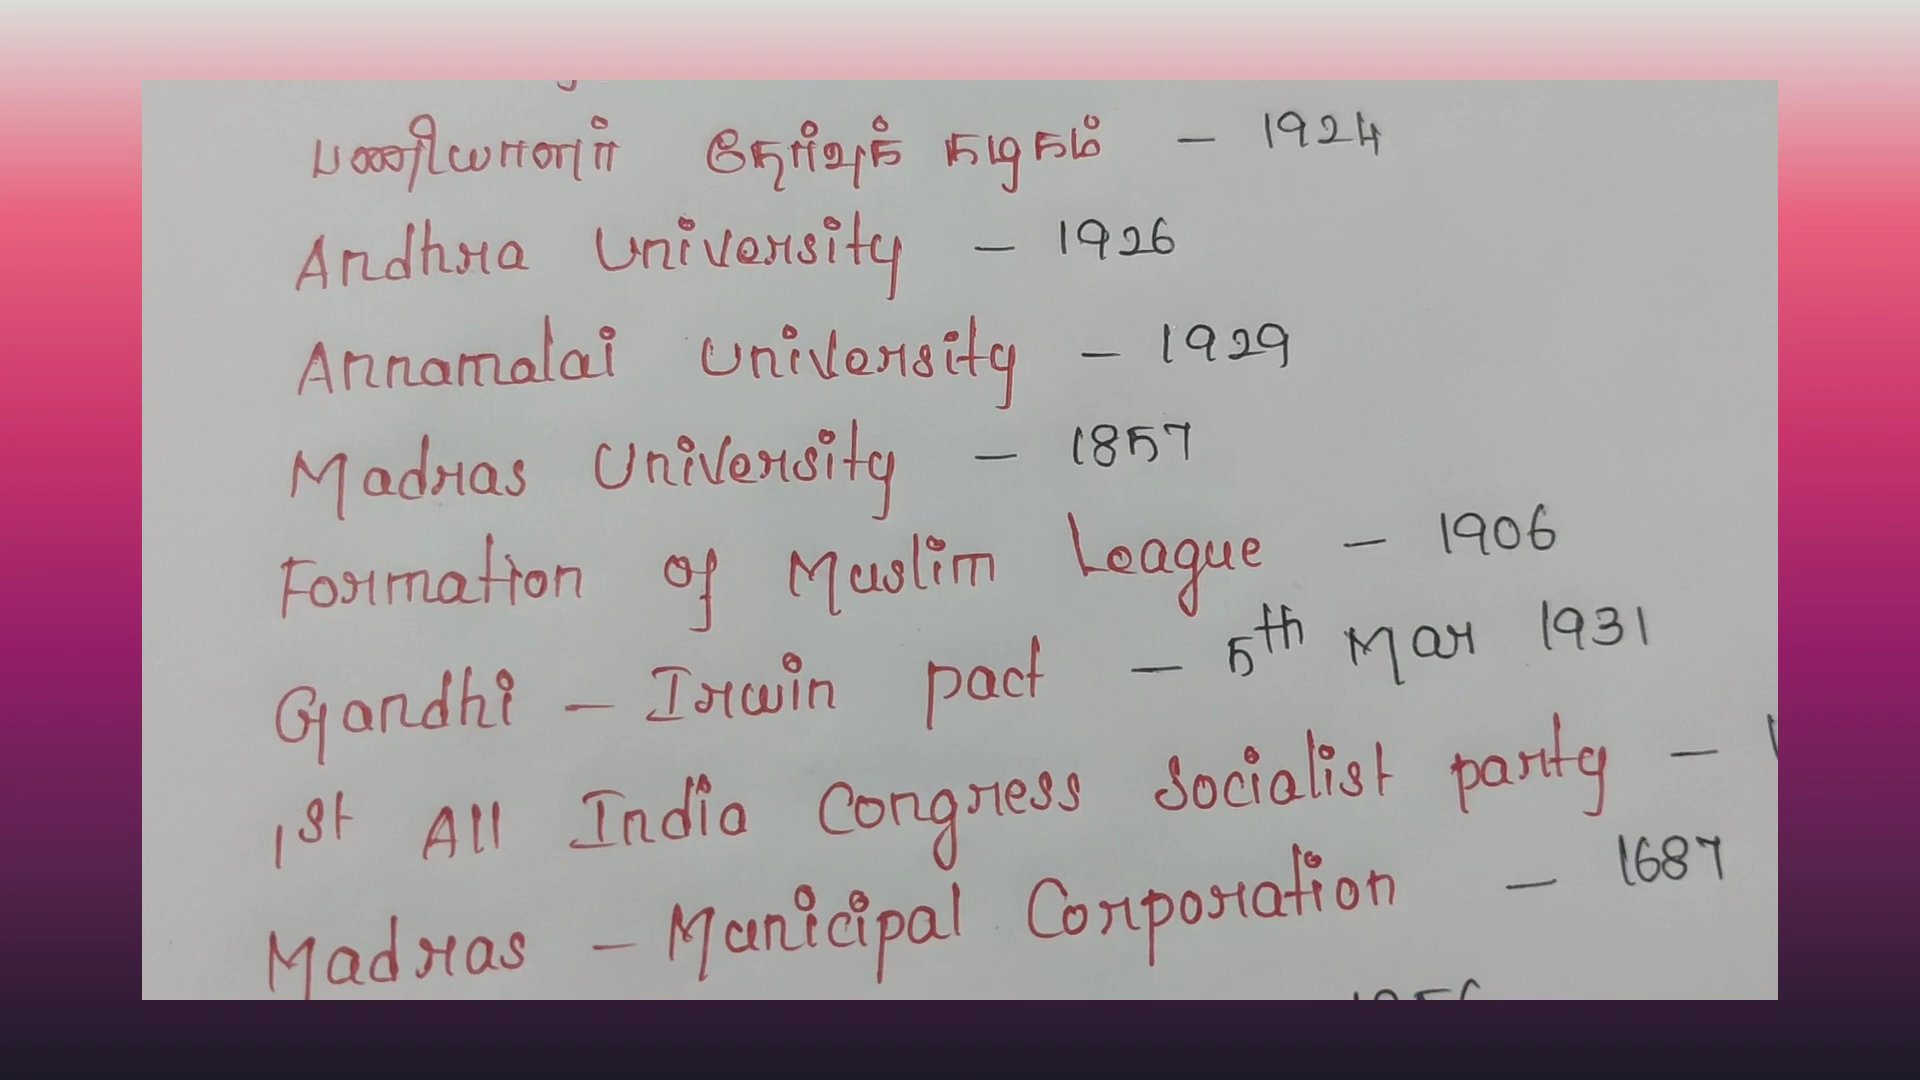 பணியாளர் தேர்வுக் கழகம் - 1924
Andhra University - 1926
Annamalai University - 1929
Madras University - 1857
Formation of Muslim League - 1906
Gandhi - Irwin pact - 5th Mar 1931
1st All India Congress Socialist party -
Madras - Municipal Corporation - 1687